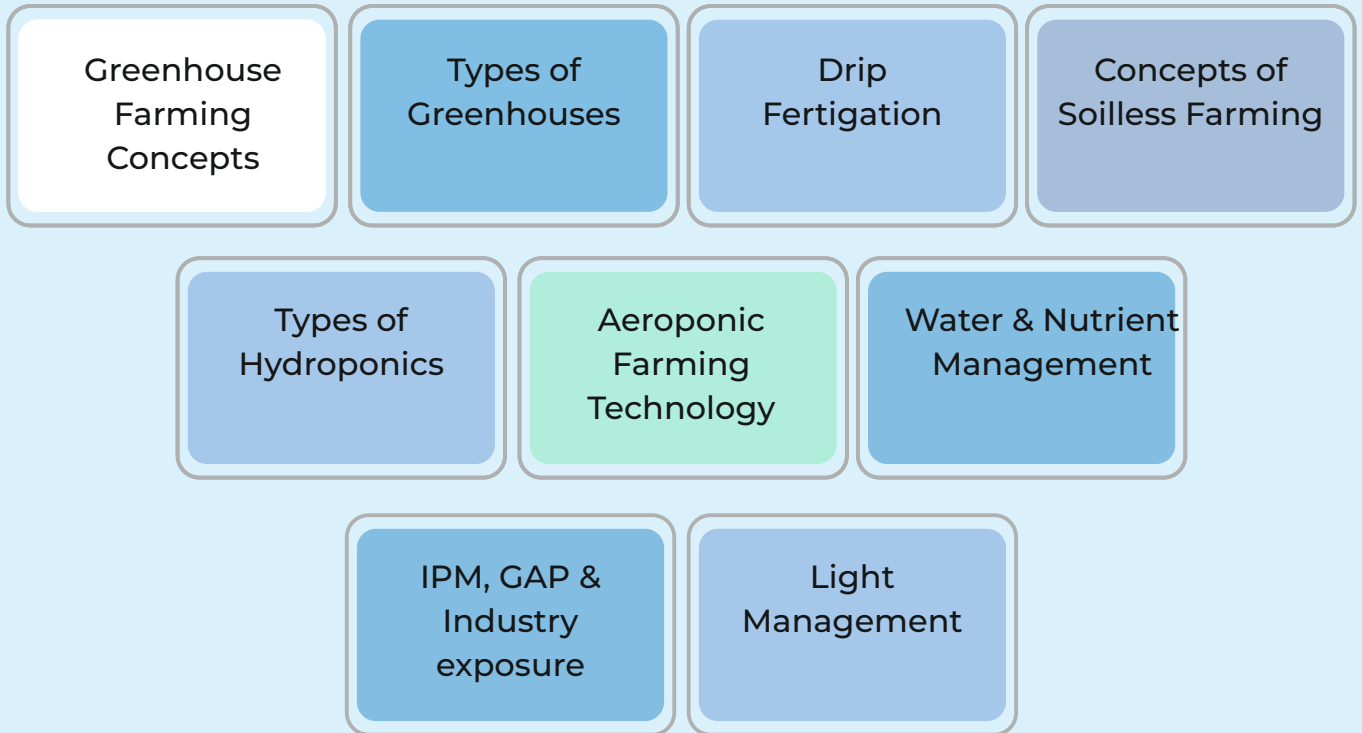 Greenhouse
Farming
Concepts
Types of
Greenhouses
Drip
Fertigation
Concepts of
Soilless Farming
Types of
Hydroponics
Aeroponic
Farming
Technology
Water & Nutrient
Management
IPM, GAP &
Industry
exposure
Light
Management